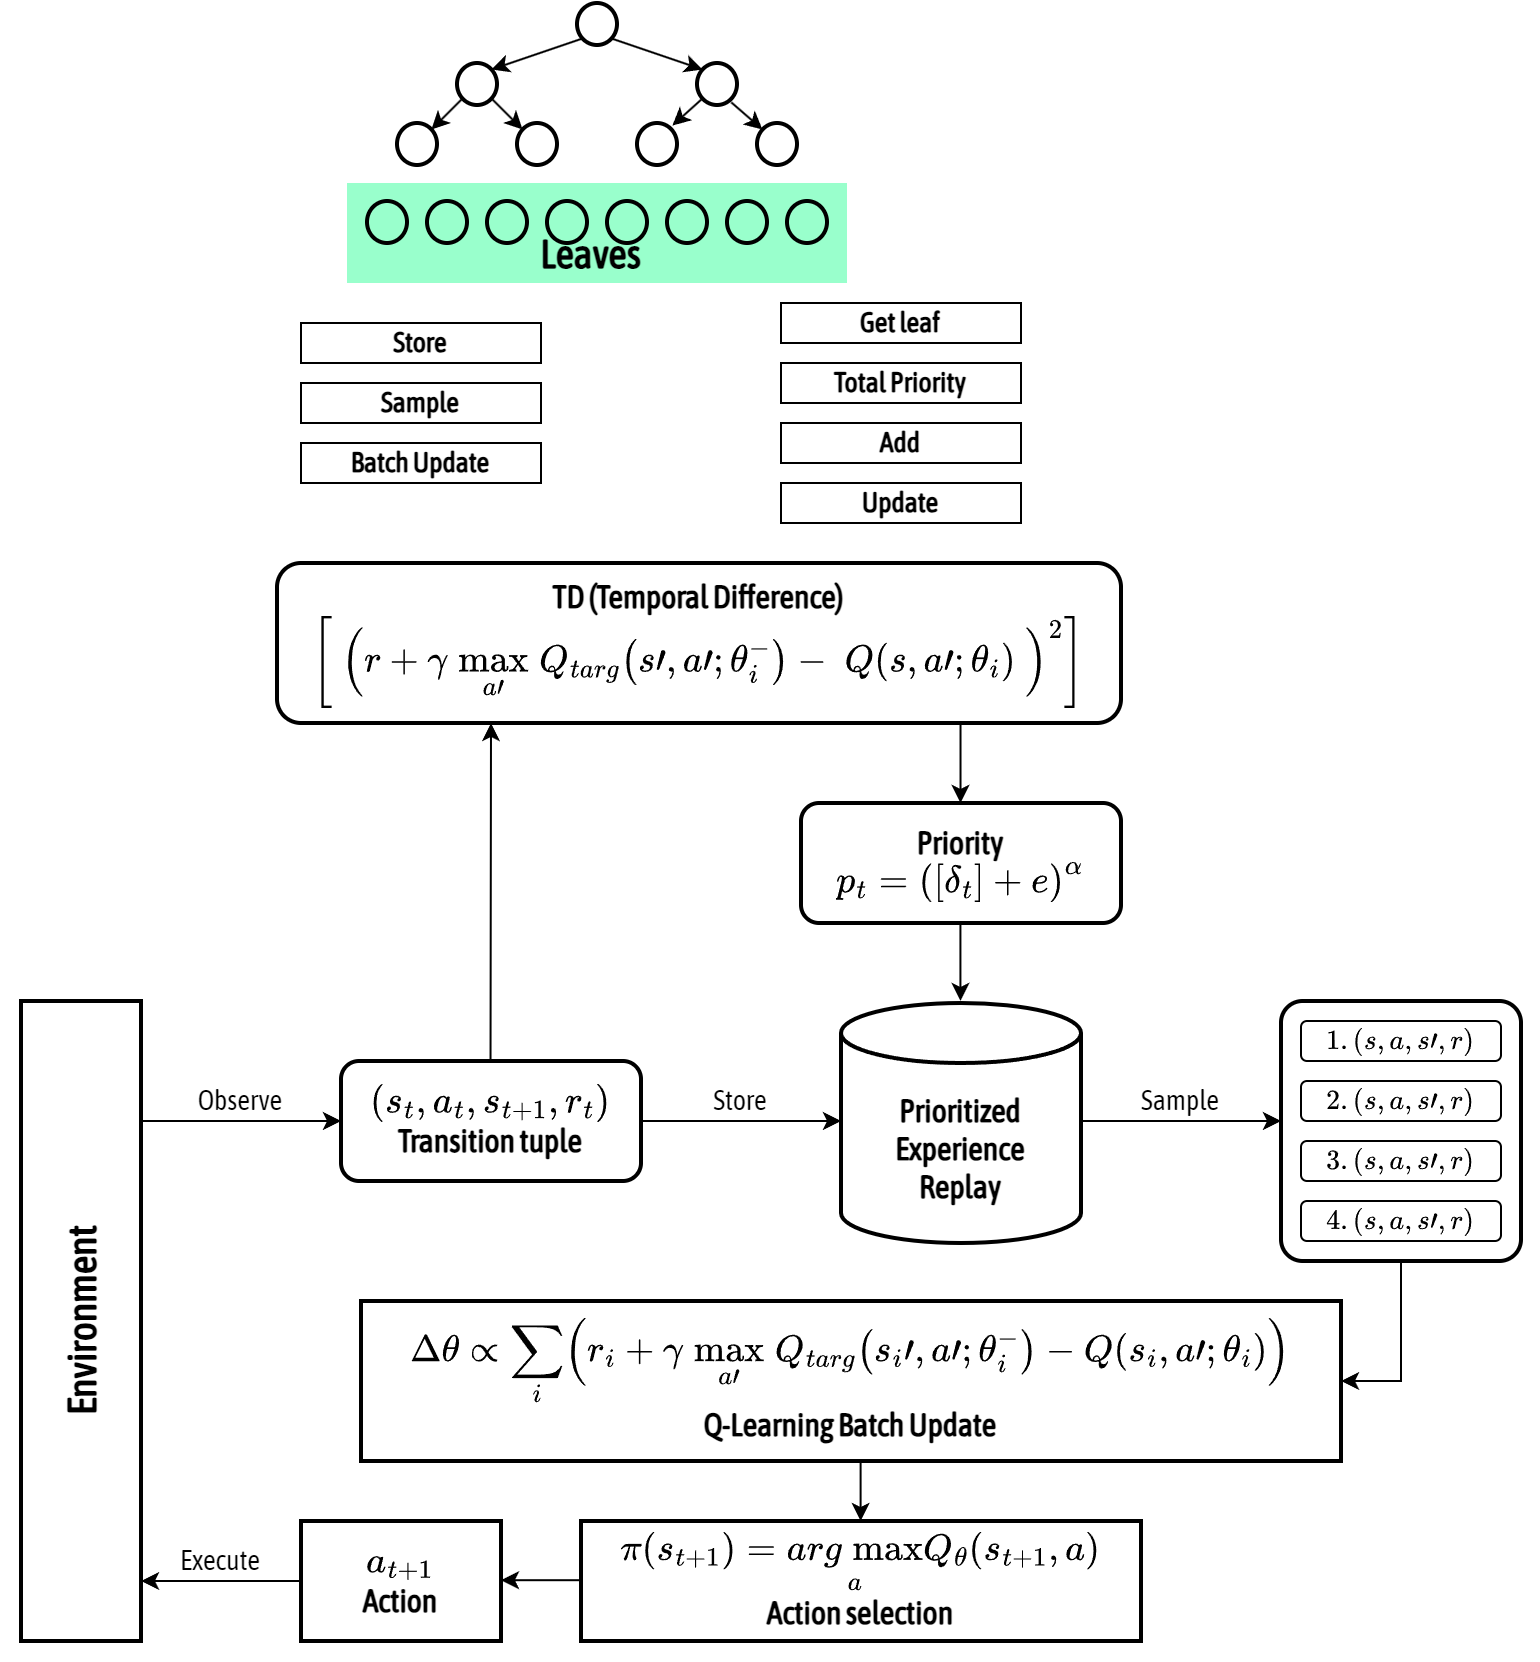 Leaves
Store
Sample
Batch Update
Get leaf
Total Priority
Add
Update
TD (Temporal Difference)
[ ( r + γ max_{a′} Q_{targ}(s′, a′; θ_i^−) − Q(s, a′; θ_i) )^2 ]
Priority
p_t = ([δ_t] + e)^α
Observe
(s_t, a_t, s_{t+1}, r_t)
Transition tuple
Store
Prioritized
Experience
Replay
Sample
1. (s, a, s′, r)
2. (s, a, s′, r)
3. (s, a, s′, r)
4. (s, a, s′, r)
Environment
Δθ ∝ ∑_i ( r_i + γ max_{a′} Q_{targ}(s_i′, a′; θ_i^−) − Q(s_i, a′; θ_i) )
Q-Learning Batch Update
π(s_{t+1}) = arg max_a Q_θ(s_{t+1}, a)
Action selection
a_{t+1}
Action
Execute